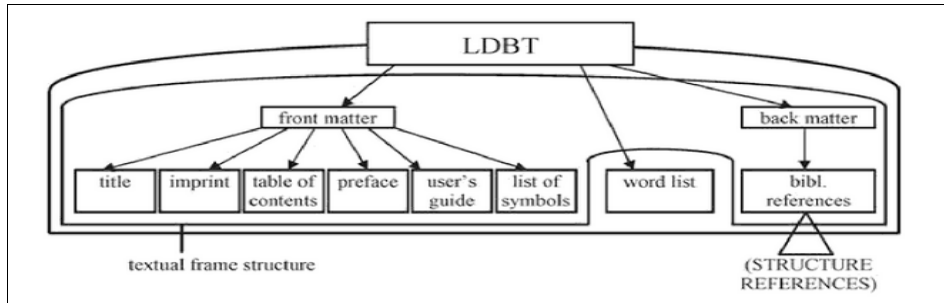 LDBT
front matter
back matter
title
imprint
table of
contents
preface
user's
guide
list of
symbols
word list
bibl.
references
textual frame structure
(STRUCTURE
REFERENCES)